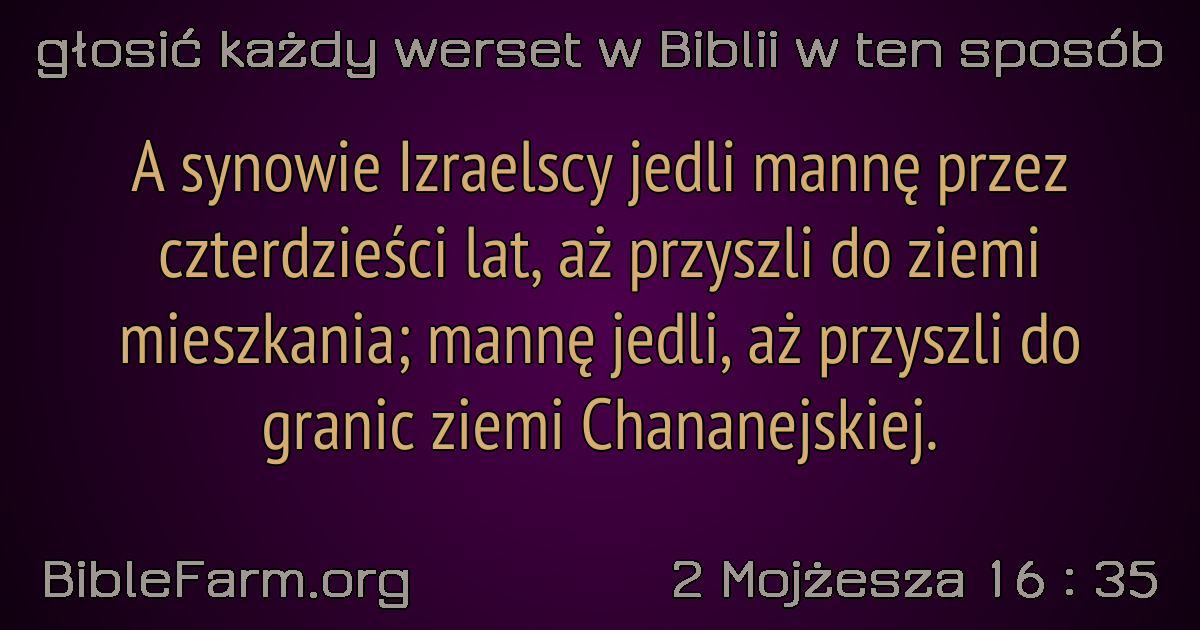 głosić każdy werset w Biblii w ten sposób
A synowie Izraelscy jedli mannę przez
czterdzieści lat, aż przyszli do ziemi
mieszkania; mannę jedli, aż przyszli do
granic ziemi Chananejskiej.
BibleFarm.org
2 Mojżesza 16 : 35